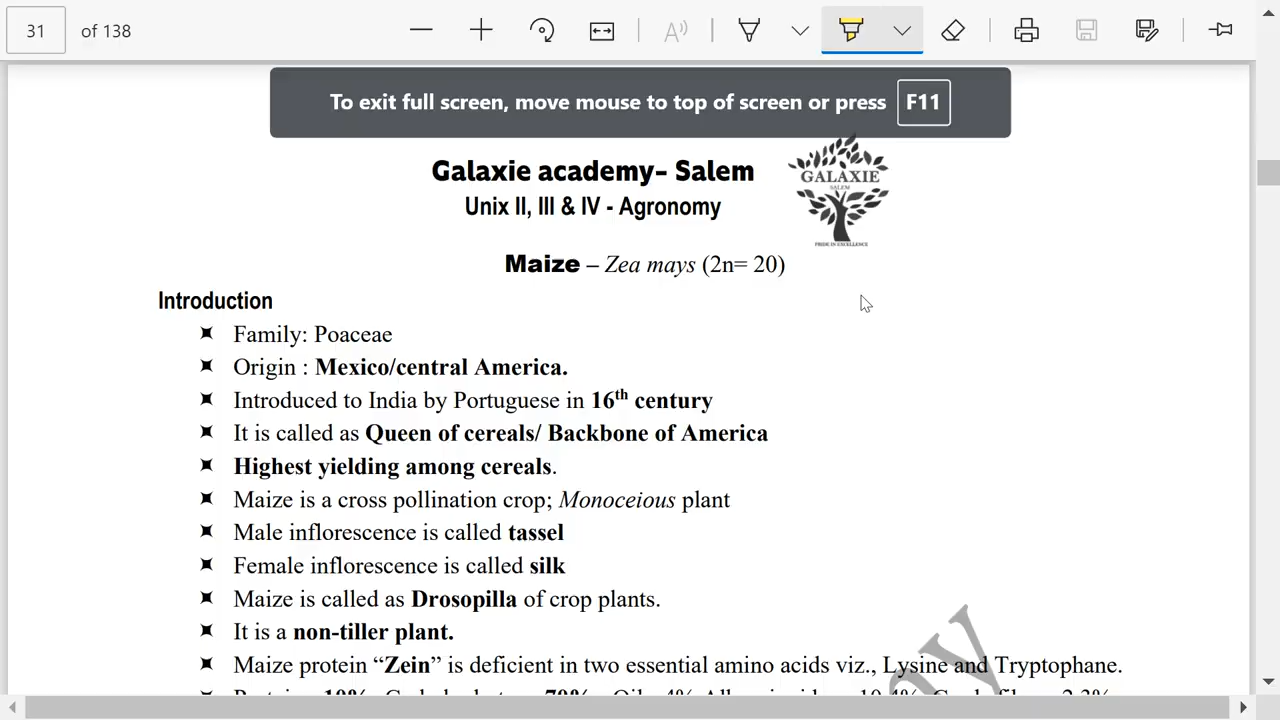 31 of 138
To exit full screen, move mouse to top of screen or press F11
Galaxie academy– Salem
GALAXIE
SALEM
PRIDE IN EXCELLENCE
Unix II, III & IV - Agronomy
Maize – Zea mays (2n= 20)
Introduction
Family: Poaceae
Origin : Mexico/central America.
Introduced to India by Portuguese in 16th century
It is called as Queen of cereals/ Backbone of America
Highest yielding among cereals.
Maize is a cross pollination crop; Monoceious plant
Male inflorescence is called tassel
Female inflorescence is called silk
Maize is called as Drosopilla of crop plants.
It is a non-tiller plant.
Maize protein “Zein” is deficient in two essential amino acids viz., Lysine and Tryptophane.